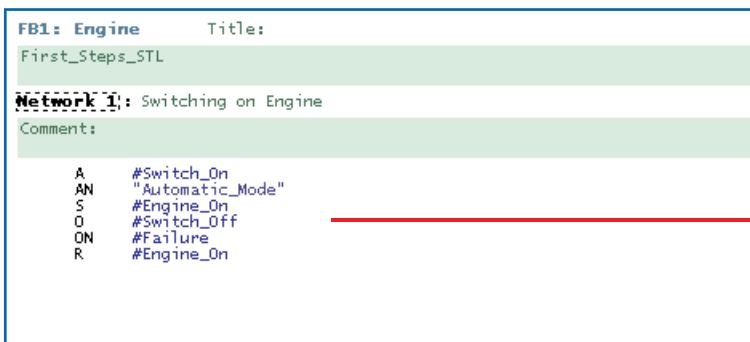 FB1: Engine Title:
First_Steps_STL
Network 1: Switching on Engine
Comment:
A #Switch_On
AN "Automatic_Mode"
S #Engine_On
O #Switch_Off
ON #Failure
R #Engine_On